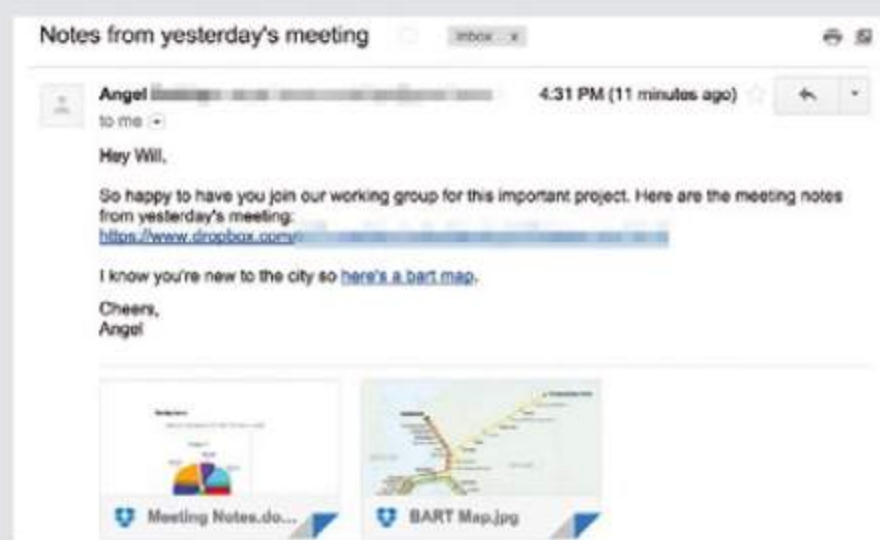 Notes from yesterday's meeting
Inbox x
Angel
4:31 PM (11 minutes ago)
to me
Hey Will,
So happy to have you join our working group for this important project. Here are the meeting notes
from yesterday's meeting:
https://www.dropbox.com/
I know you're new to the city so here's a bart map.
Cheers,
Angel
Meeting Notes.do...
BART Map.jpg